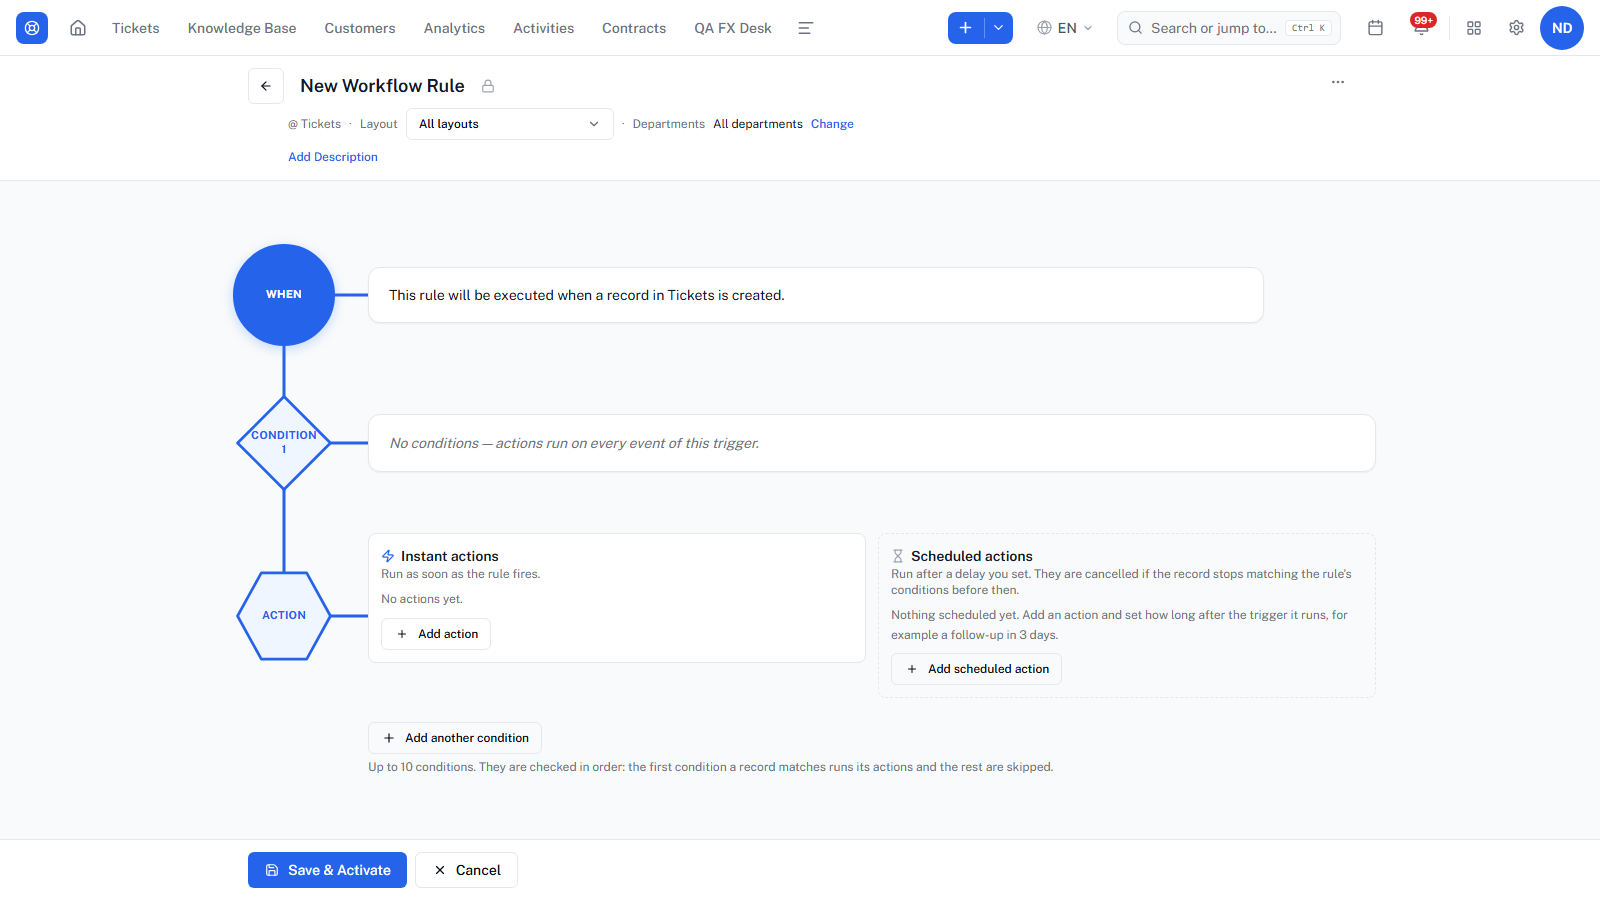 Tickets
Knowledge Base
Customers
Analytics
Activities
Contracts
QA FX Desk
EN
Search or jump to...
Ctrl K
99+
ND
New Workflow Rule
@ Tickets · Layout
All layouts
· Departments All departments Change
Add Description
WHEN
This rule will be executed when a record in Tickets is created.
CONDITION
1
No conditions — actions run on every event of this trigger.
ACTION
Instant actions
Run as soon as the rule fires.
No actions yet.
Add action
Scheduled actions
Run after a delay you set. They are cancelled if the record stops matching the rule's
conditions before then.
Nothing scheduled yet. Add an action and set how long after the trigger it runs, for
example a follow-up in 3 days.
Add scheduled action
Add another condition
Up to 10 conditions. They are checked in order: the first condition a record matches runs its actions and the rest are skipped.
Save & Activate
Cancel